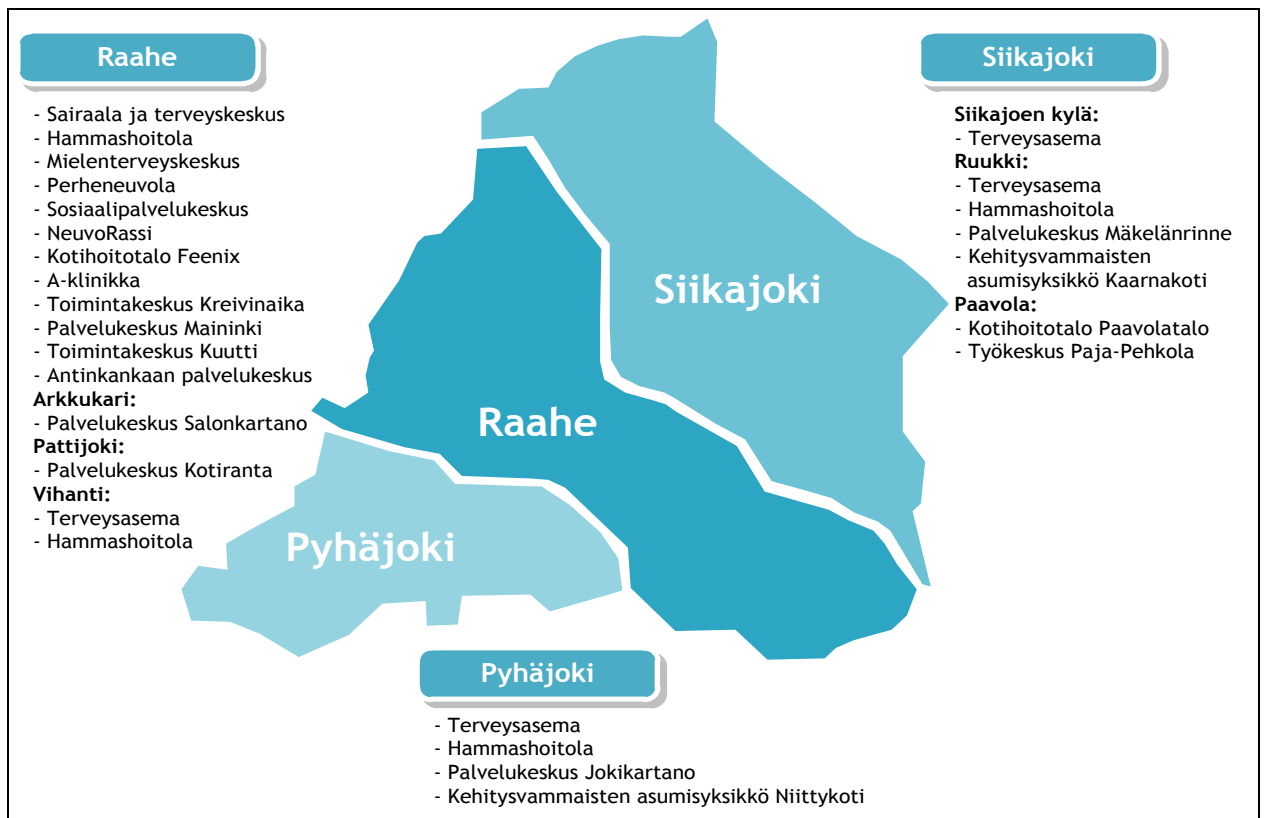 Raahe
- Sairaala ja terveyskeskus
- Hammashoitola
- Mielenterveyskeskus
- Perheneuvola
- Sosiaalipalvelukeskus
- NeuvoRassi
- Kotihoitotalo Feenix
- A-klinikka
- Toimintakeskus Kreivinaika
- Palvelukeskus Maininki
- Toimintakeskus Kuutti
- Antinkankaan palvelukeskus
Arkkukari:
- Palvelukeskus Salonkartano
Pattijoki:
- Palvelukeskus Kotiranta
Vihanti:
- Terveysasema
- Hammashoitola
Siikajoki
Raahe
Pyhäjoki
Siikajoki
Siikajoen kylä:
- Terveysasema
Ruukki:
- Terveysasema
- Hammashoitola
- Palvelukeskus Mäkelänrinne
- Kehitysvammaisten
asumisyksikkö Kaarnakoti
Paavola:
- Kotihoitotalo Paavolatalo
- Työkeskus Paja-Pehkola
Pyhäjoki
- Terveysasema
- Hammashoitola
- Palvelukeskus Jokikartano
- Kehitysvammaisten asumisyksikkö Niittykoti